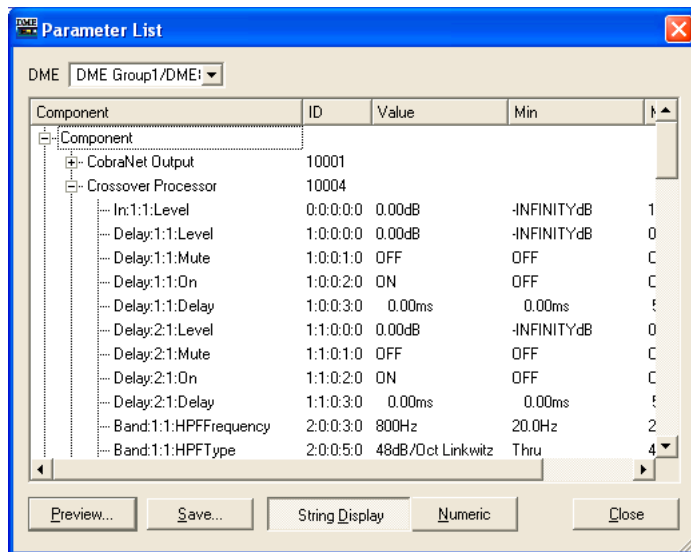 DME Parameter List
DME DME Group1/DME
Component ID Value Min
Component
CobraNet Output 10001
Crossover Processor 10004
In:1:1:Level 0:0:0:0:0 0.00dB -INFINITYdB 1
Delay:1:1:Level 1:0:0:0:0 0.00dB -INFINITYdB 0
Delay:1:1:Mute 1:0:0:1:0 OFF OFF
Delay:1:1:On 1:0:0:2:0 ON OFF
Delay:1:1:Delay 1:0:0:3:0 0.00ms 0.00ms
Delay:2:1:Level 1:1:0:0:0 0.00dB -INFINITYdB 0
Delay:2:1:Mute 1:1:0:1:0 OFF OFF
Delay:2:1:On 1:1:0:2:0 ON OFF
Delay:2:1:Delay 1:1:0:3:0 0.00ms 0.00ms
Band:1:1:HPFFrequency 2:0:0:3:0 800Hz 20.0Hz 2
Band:1:1:HPFType 2:0:0:5:0 48dB/Oct Linkwitz Thru 4
Preview... Save... String Display Numeric Close